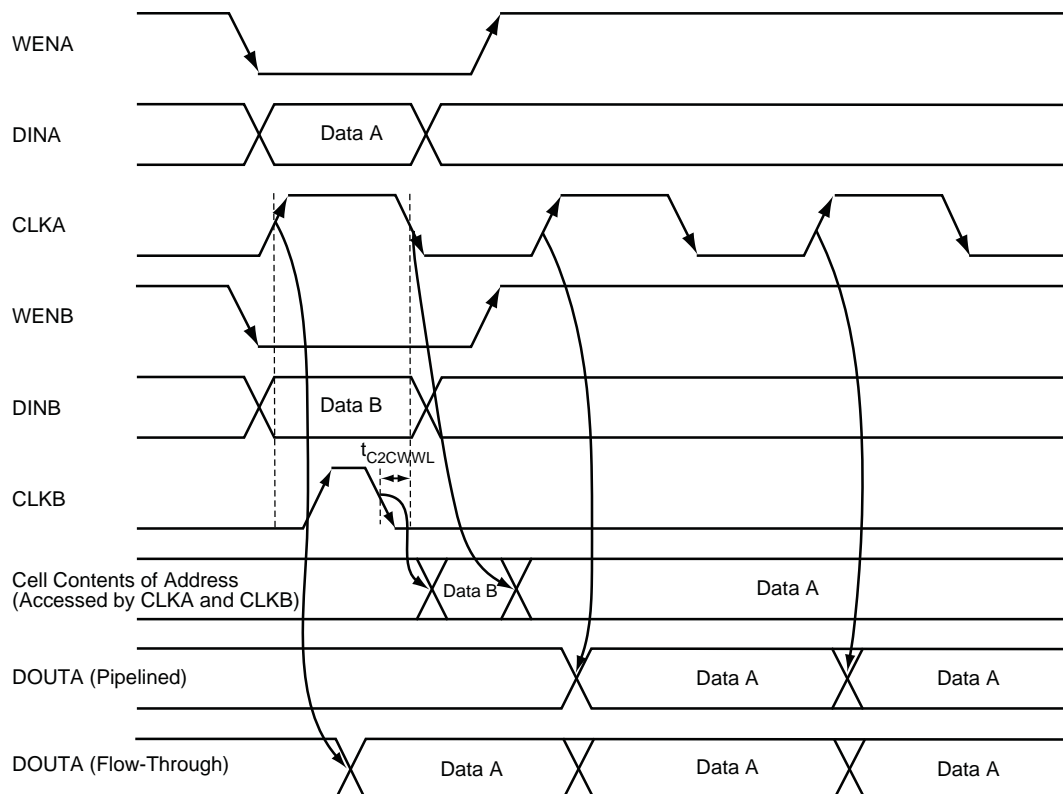 WENA
DINA
Data A
CLKA
WENB
DINB
Data B
tC2CWWL
CLKB
Cell Contents of Address
(Accessed by CLKA and CLKB)
Data B
Data A
DOUTA (Pipelined)
Data A
Data A
DOUTA (Flow-Through)
Data A
Data A
Data A